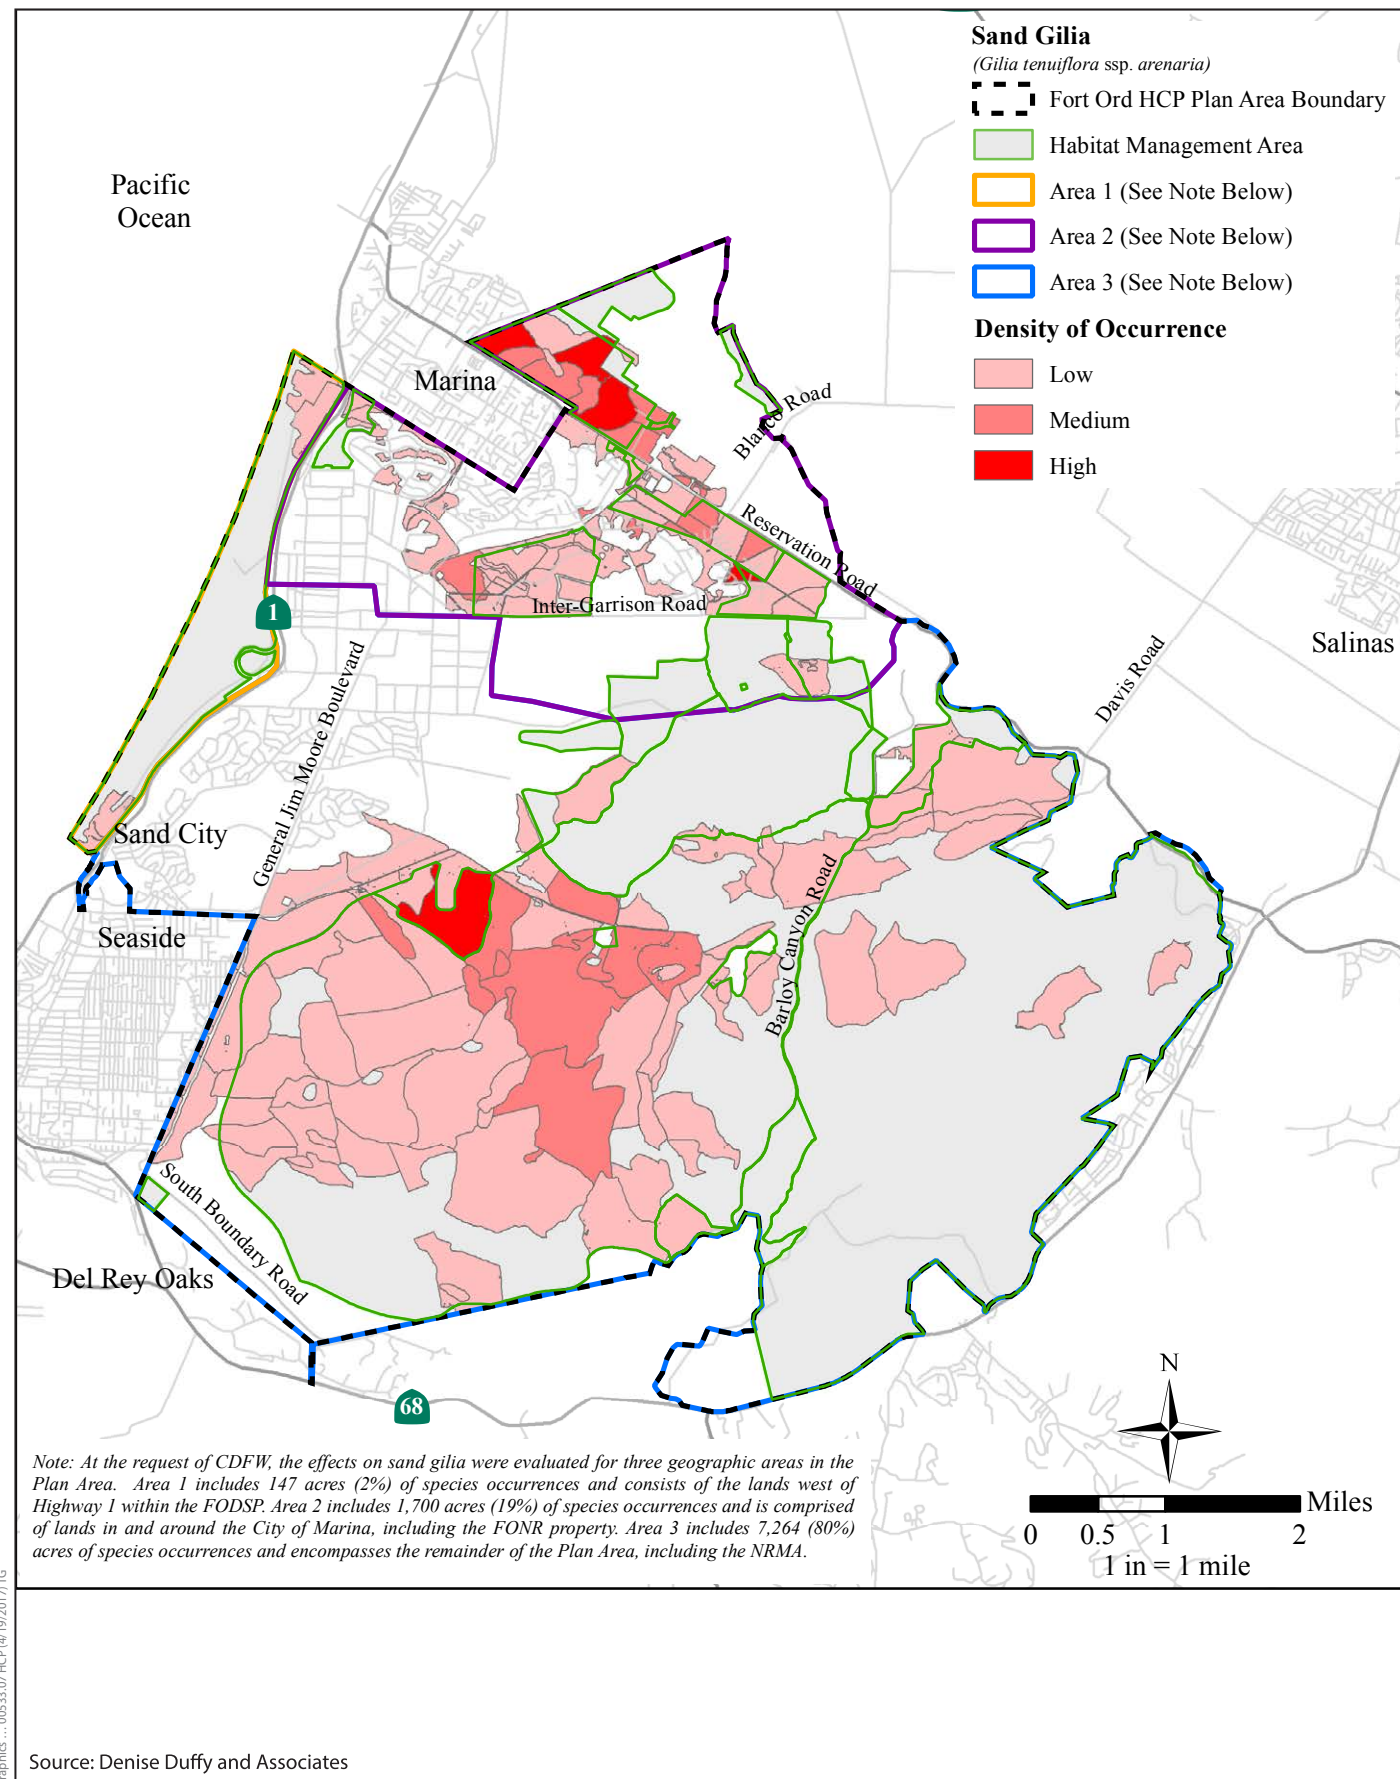 Sand Gilia
(Gilia tenuiflora ssp. arenaria)
Fort Ord HCP Plan Area Boundary
Habitat Management Area
Area 1 (See Note Below)
Area 2 (See Note Below)
Area 3 (See Note Below)
Density of Occurrence
Low
Medium
High
Pacific
Ocean
Marina
Blanco Road
Reservation Road
Inter-Garrison Road
1
General Jim Moore Boulevard
Salinas
Davis Road
Sand City
Seaside
Barloy Canyon Road
South Boundary Road
Del Rey Oaks
68
N
Miles
0 0.5 1 2
1 in = 1 mile
Note: At the request of CDFW, the effects on sand gilia were evaluated for three geographic areas in the
Plan Area. Area 1 includes 147 acres (2%) of species occurrences and consists of the lands west of
Highway 1 within the FODSP. Area 2 includes 1,700 acres (19%) of species occurrences and is comprised
of lands in and around the City of Marina, including the FONR property. Area 3 includes 7,264 (80%)
acres of species occurrences and encompasses the remainder of the Plan Area, including the NRMA.
Source: Denise Duffy and Associates
00533.07 HCP (4/19/2017) TG